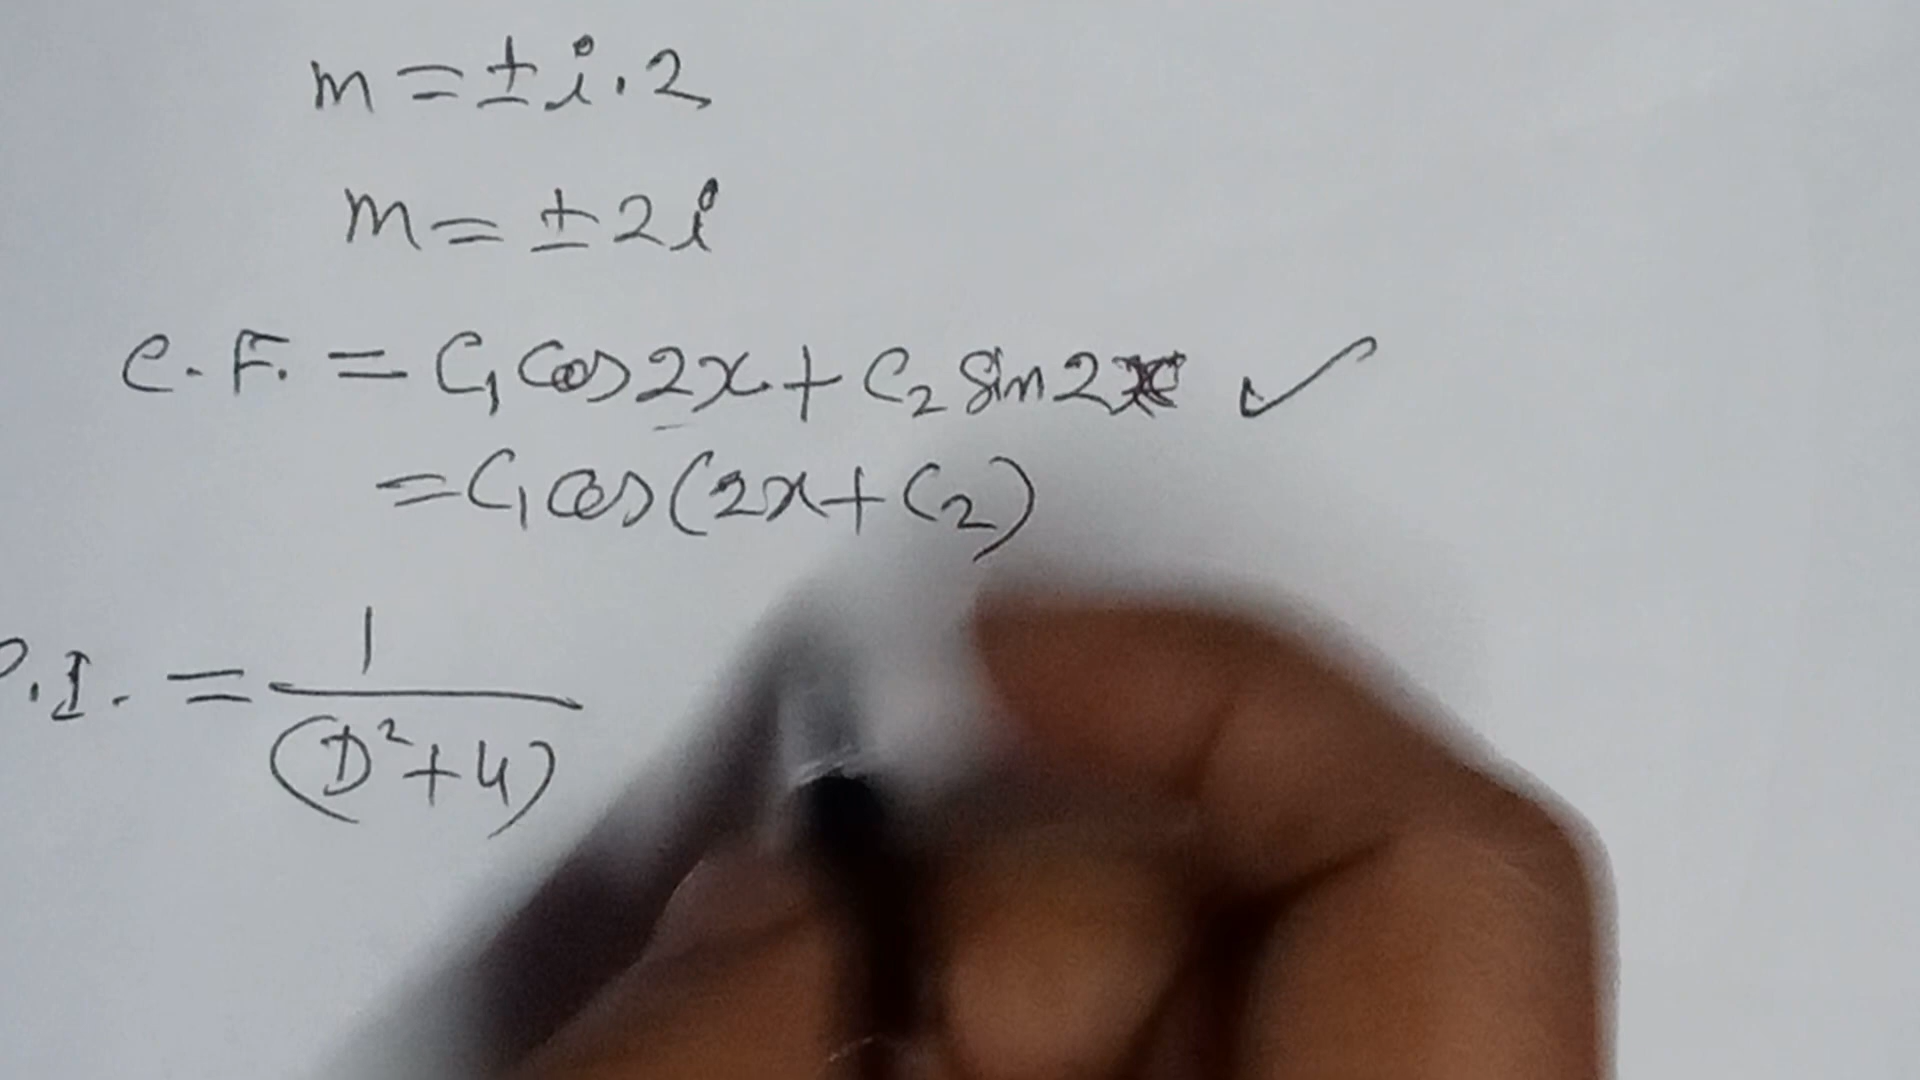 m = ± i . 2
m = ± 2i
C.F. = C₁ cos 2x + C₂ sin 2x ✓
= C₁ cos (2x + C₂)
P.I. = 1 / (D² + 4)